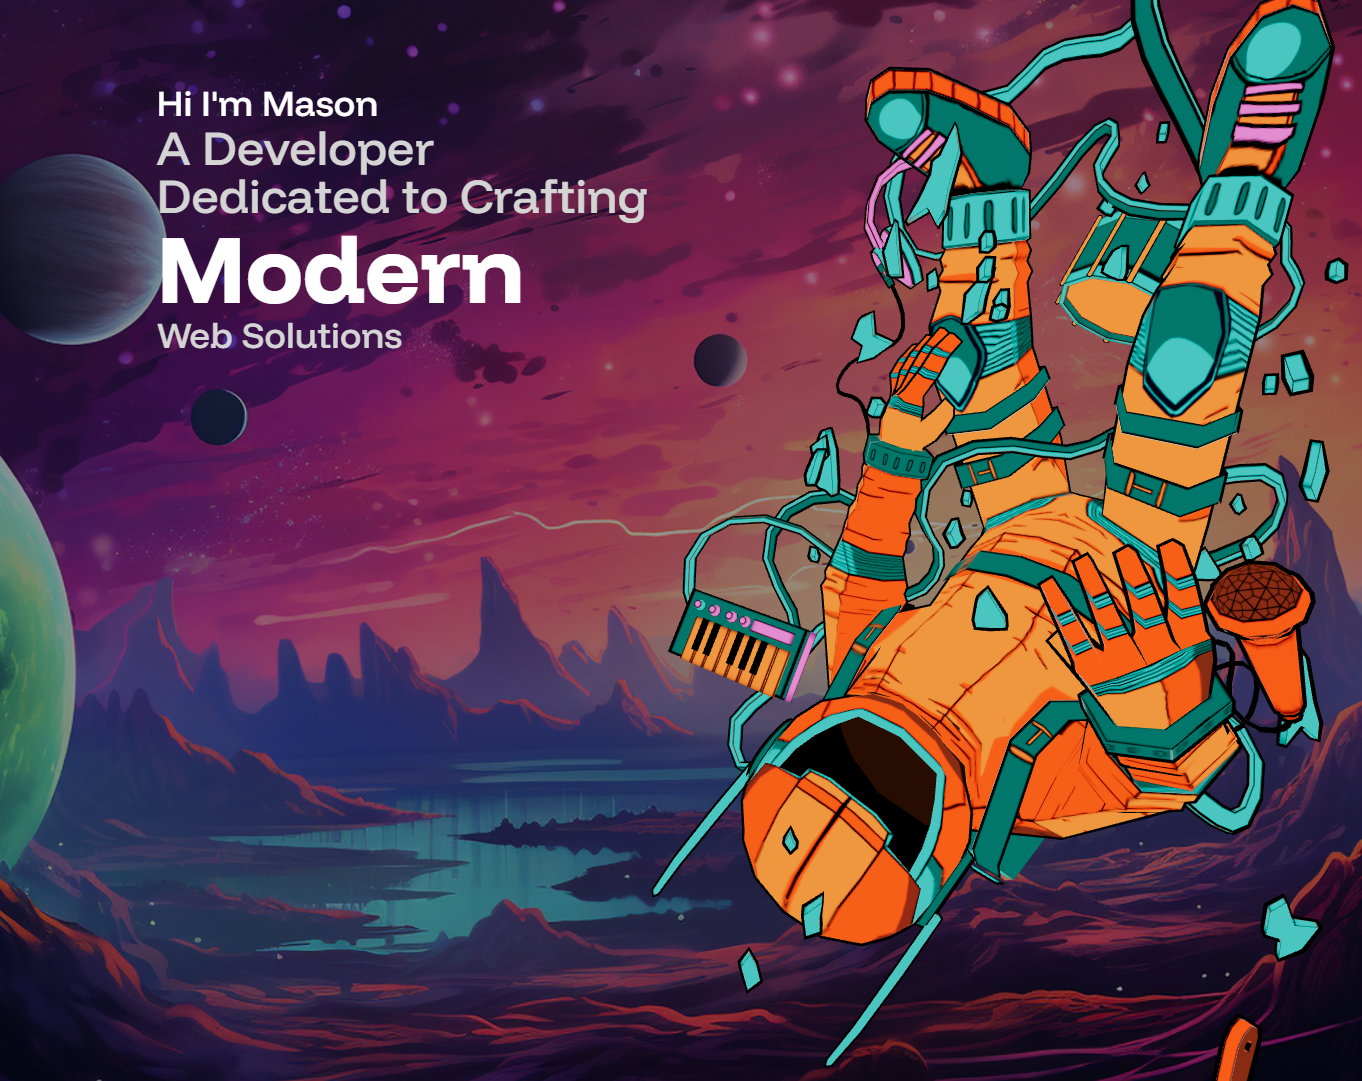 Hi I'm Mason
A Developer
Dedicated to Crafting
Modern
Web Solutions